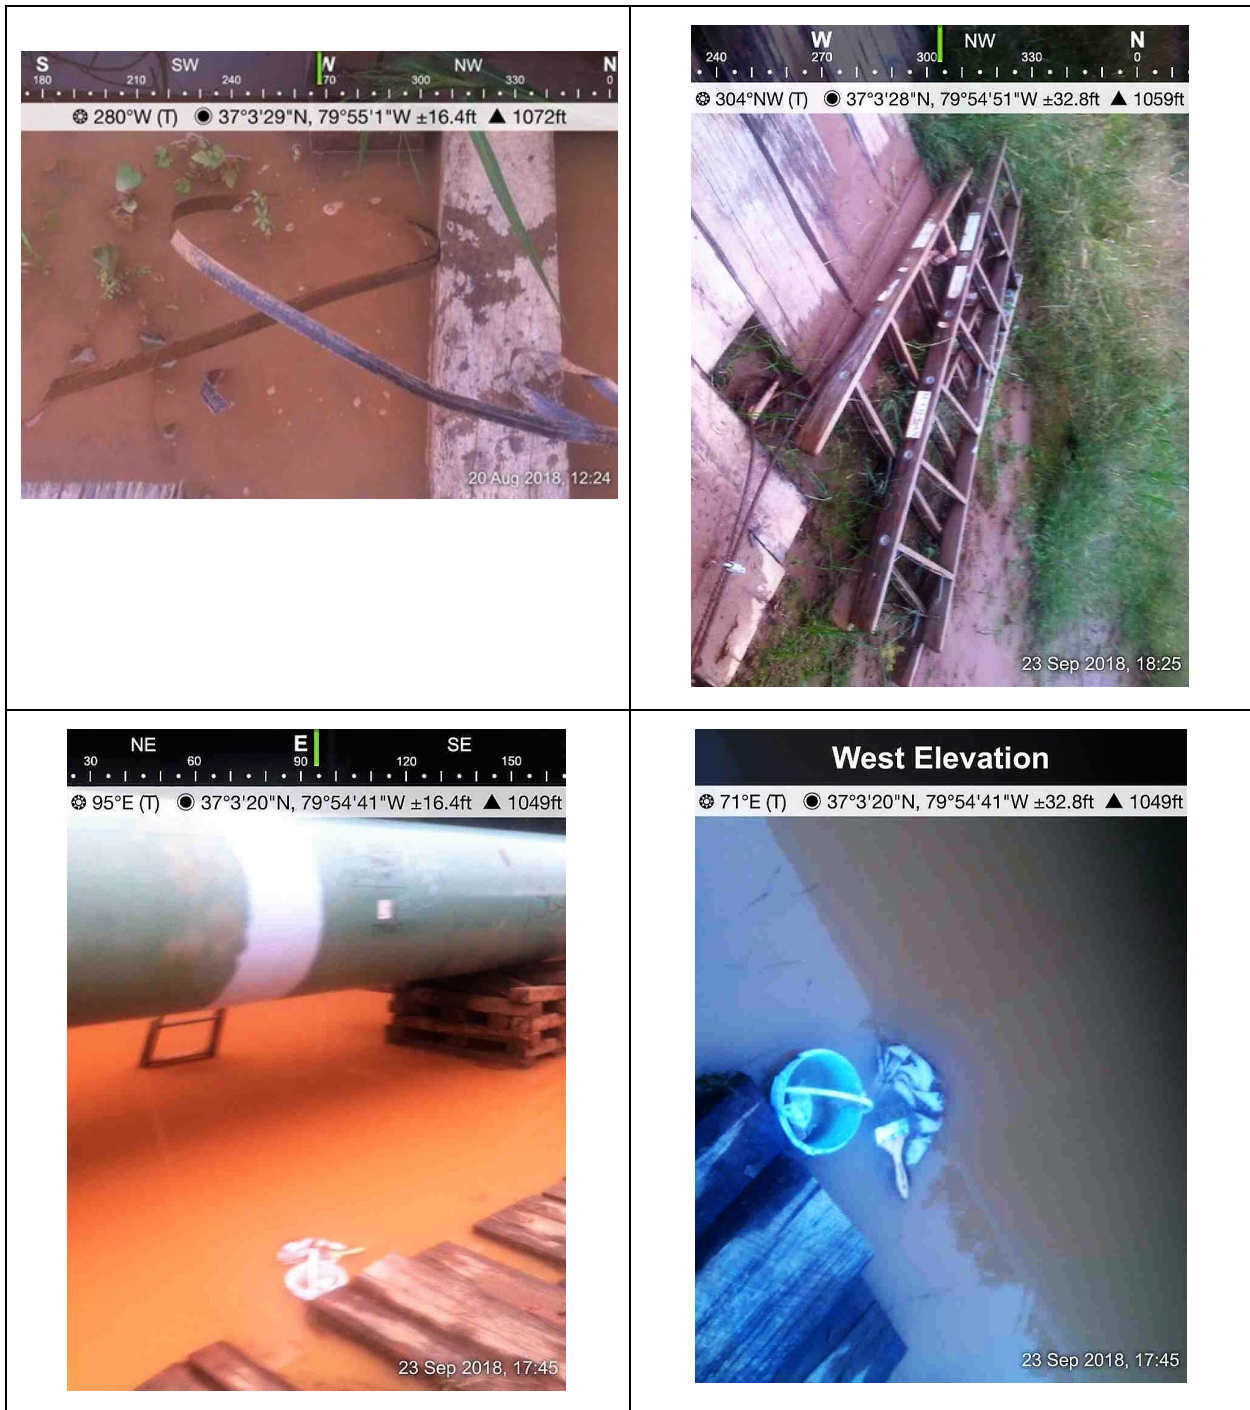 S SW W NW N
180 210 240 70 300 330 0
280°W (T) 37°3'29"N, 79°55'1"W ±16.4ft ▲ 1072ft
20 Aug 2018, 12:24
W NW N
240 270 300 330 0
304°NW (T) 37°3'28"N, 79°54'51"W ±32.8ft ▲ 1059ft
23 Sep 2018, 18:25
NE E SE
30 60 90 120 150
95°E (T) 37°3'20"N, 79°54'41"W ±16.4ft ▲ 1049ft
23 Sep 2018, 17:45
West Elevation
71°E (T) 37°3'20"N, 79°54'41"W ±32.8ft ▲ 1049ft
23 Sep 2018, 17:45